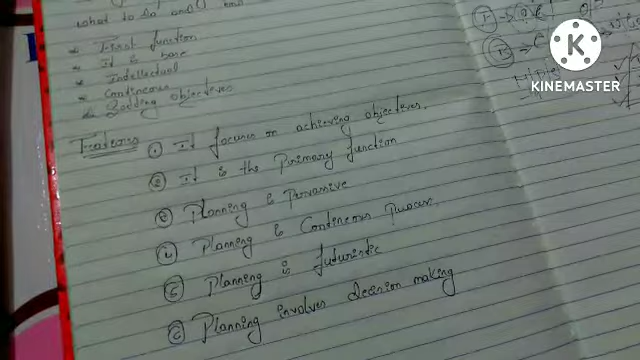 what to do and
* First function
* It is base
* Intellectual
* Continuous
objectives
Features
① It focuses on achieving objectives.
② It is the Primary function
③ Planning is Pervasive
④ Planning is Continuous Process.
⑤ Planning is futuristic
⑥ Planning involves decision making
KINEMASTER